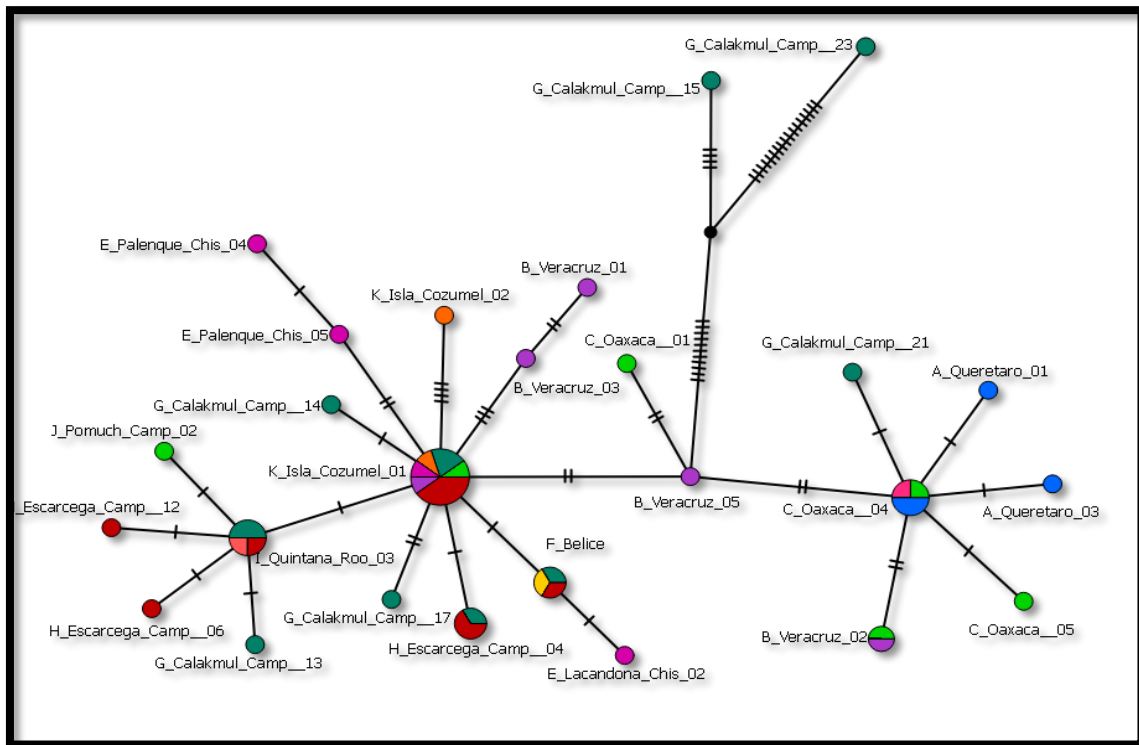 G_Calakmul_Camp__23
G_Calakmul_Camp__15
E_Palenque_Chis_04
B_Veracruz_01
K_Isla_Cozumel_02
E_Palenque_Chis_05
C_Oaxaca__01
G_Calakmul_Camp__21
A_Queretaro_01
B_Veracruz_03
G_Calakmul_Camp__14
J_Pomuch_Camp_02
K_Isla_Cozumel_01
Escarcega_Camp__12
B_Veracruz_05
C_Oaxaca__04
A_Queretaro_03
F_Belice
I_Quintana_Roo_03
G_Calakmul_Camp__17
H_Escarcega_Camp__06
C_Oaxaca__05
B_Veracruz_02
H_Escarcega_Camp__04
G_Calakmul_Camp__13
E_Lacandona_Chis_02